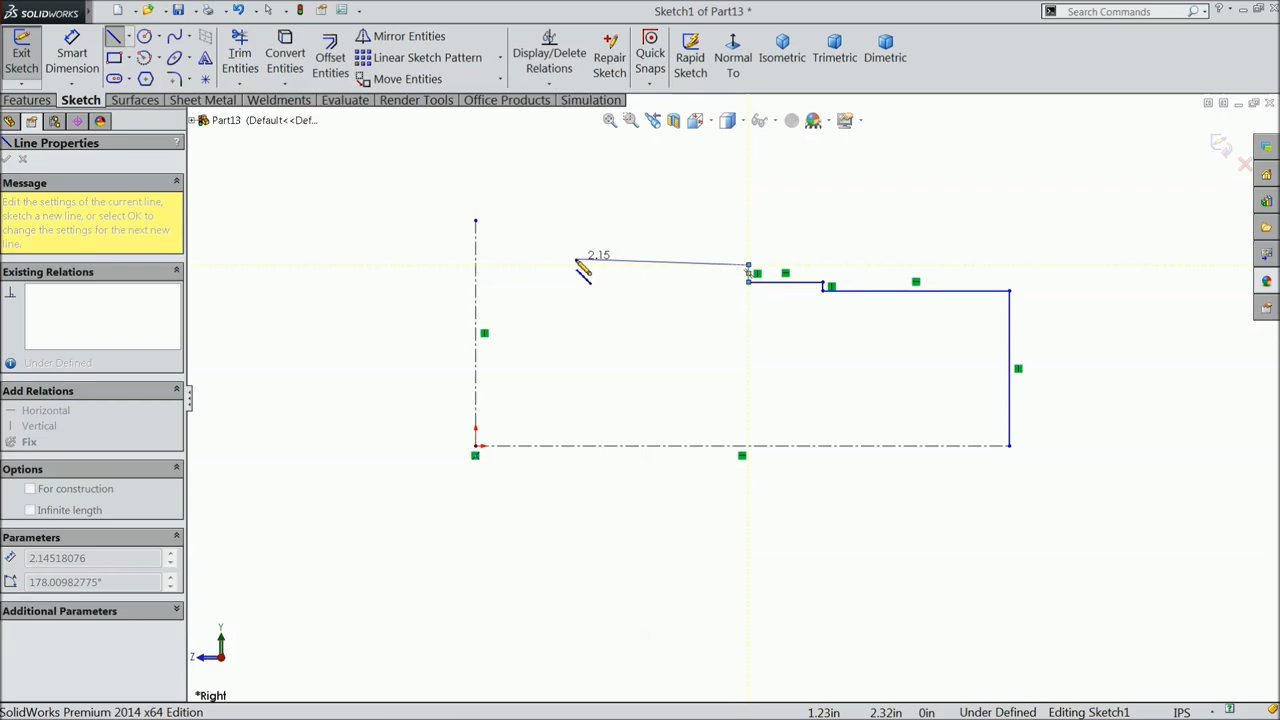 SOLIDWORKS
Sketch1 of Part13 *
Search Commands
Exit Sketch
Smart Dimension
Trim Entities
Convert Entities
Offset Entities
Mirror Entities
Linear Sketch Pattern
Move Entities
Display/Delete Relations
Repair Sketch
Quick Snaps
Rapid Sketch
Normal To
Isometric
Trimetric
Dimetric
Features
Sketch
Surfaces
Sheet Metal
Weldments
Evaluate
Render Tools
Office Products
Simulation
Part13 (Default<<Def...
Line Properties
?
Message
Edit the settings of the current line,
sketch a new line, or select OK to
change the settings for the next new
line.
Existing Relations
Under Defined
Add Relations
Horizontal
Vertical
Fix
Options
For construction
Infinite length
Parameters
2.14518076
178.00982775°
Additional Parameters
2.15
Y
Z
*Right
SolidWorks Premium 2014 x64 Edition
1.23in
2.32in
0in
Under Defined
Editing Sketch1
IPS